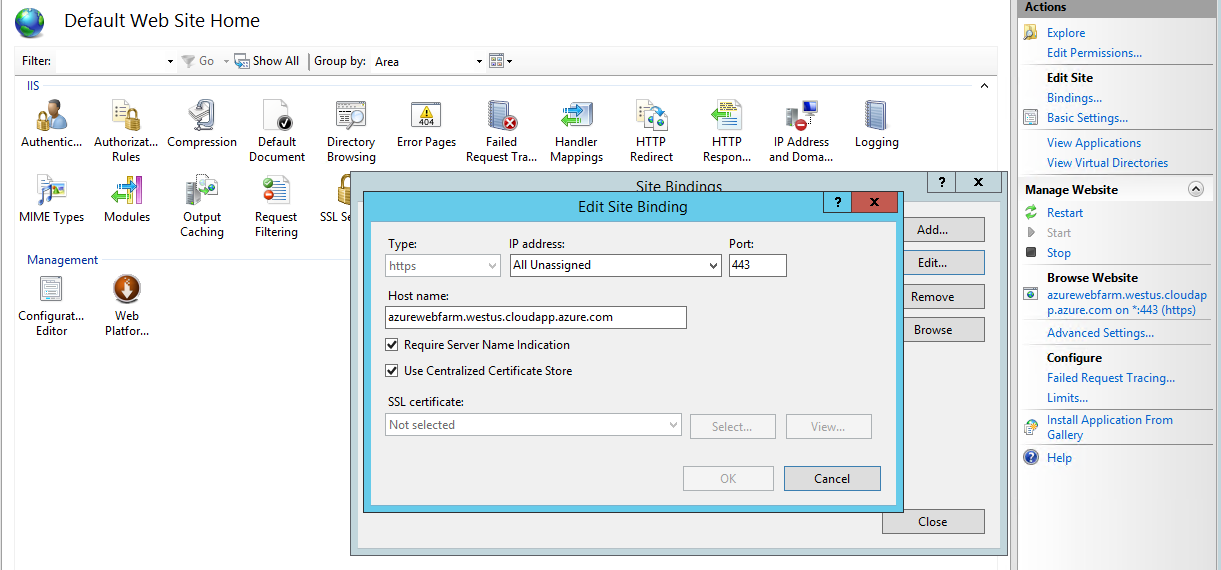 Default Web Site Home
Filter:
Go
Show All
Group by:
Area
IIS
Authentic...
Authorizat... Rules
Compression
Default Document
Directory Browsing
Error Pages
Failed Request Tra...
Handler Mappings
HTTP Redirect
HTTP Respon...
IP Address and Doma...
Logging
MIME Types
Modules
Output Caching
Request Filtering
SSL Se
Management
Configurat... Editor
Web Platfor...
Site Bindings
?
X
Add...
Edit...
Remove
Browse
Close
Edit Site Binding
?
X
Type:
IP address:
Port:
https
All Unassigned
443
Host name:
azurewebfarm.westus.cloudapp.azure.com
Require Server Name Indication
Use Centralized Certificate Store
SSL certificate:
Not selected
Select...
View...
OK
Cancel
Actions
Explore
Edit Permissions...
Edit Site
Bindings...
Basic Settings...
View Applications
View Virtual Directories
Manage Website
Restart
Start
Stop
Browse Website
azurewebfarm.westus.cloudap
p.azure.com on *:443 (https)
Advanced Settings...
Configure
Failed Request Tracing...
Limits...
Install Application From
Gallery
Help